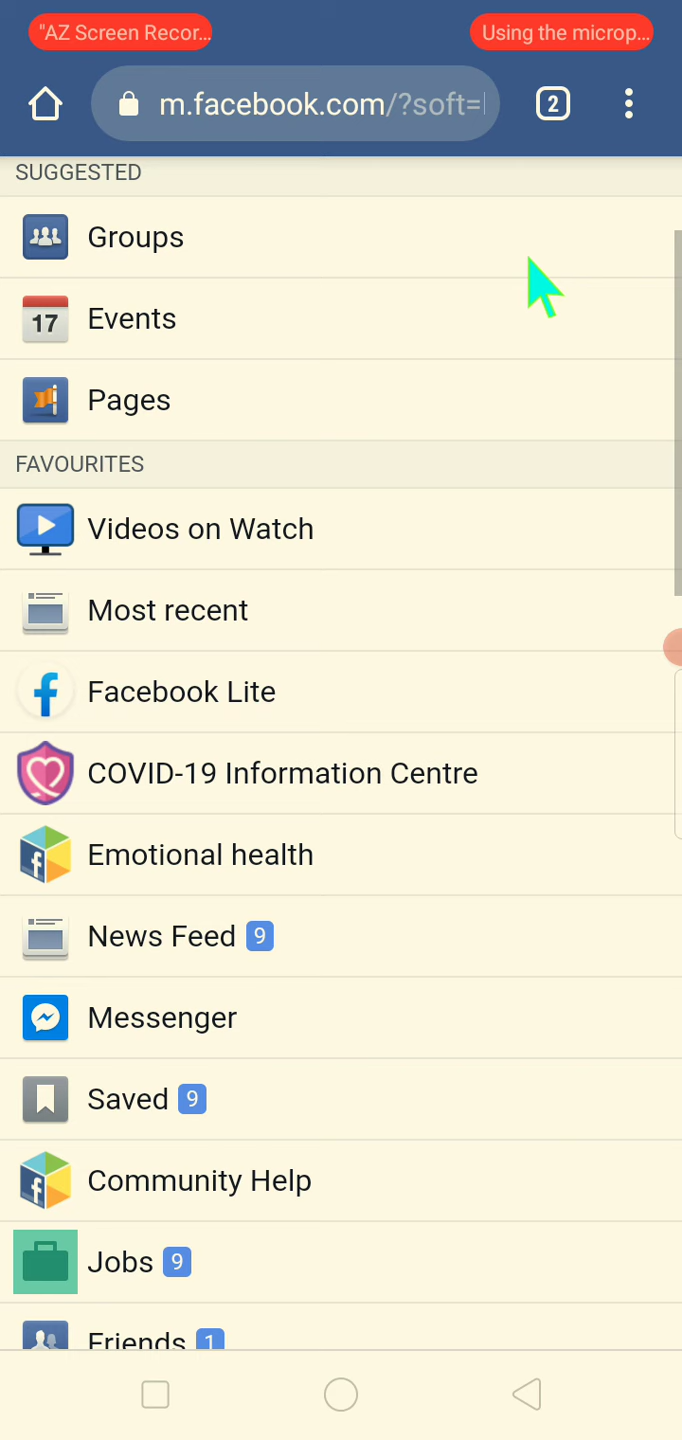 "AZ Screen Recor...
Using the microp...
m.facebook.com/?soft=
2
SUGGESTED
Groups
17
Events
Pages
FAVOURITES
Videos on Watch
Most recent
Facebook Lite
COVID-19 Information Centre
Emotional health
News Feed 9
Messenger
Saved 9
Community Help
Jobs 9
Friends 1